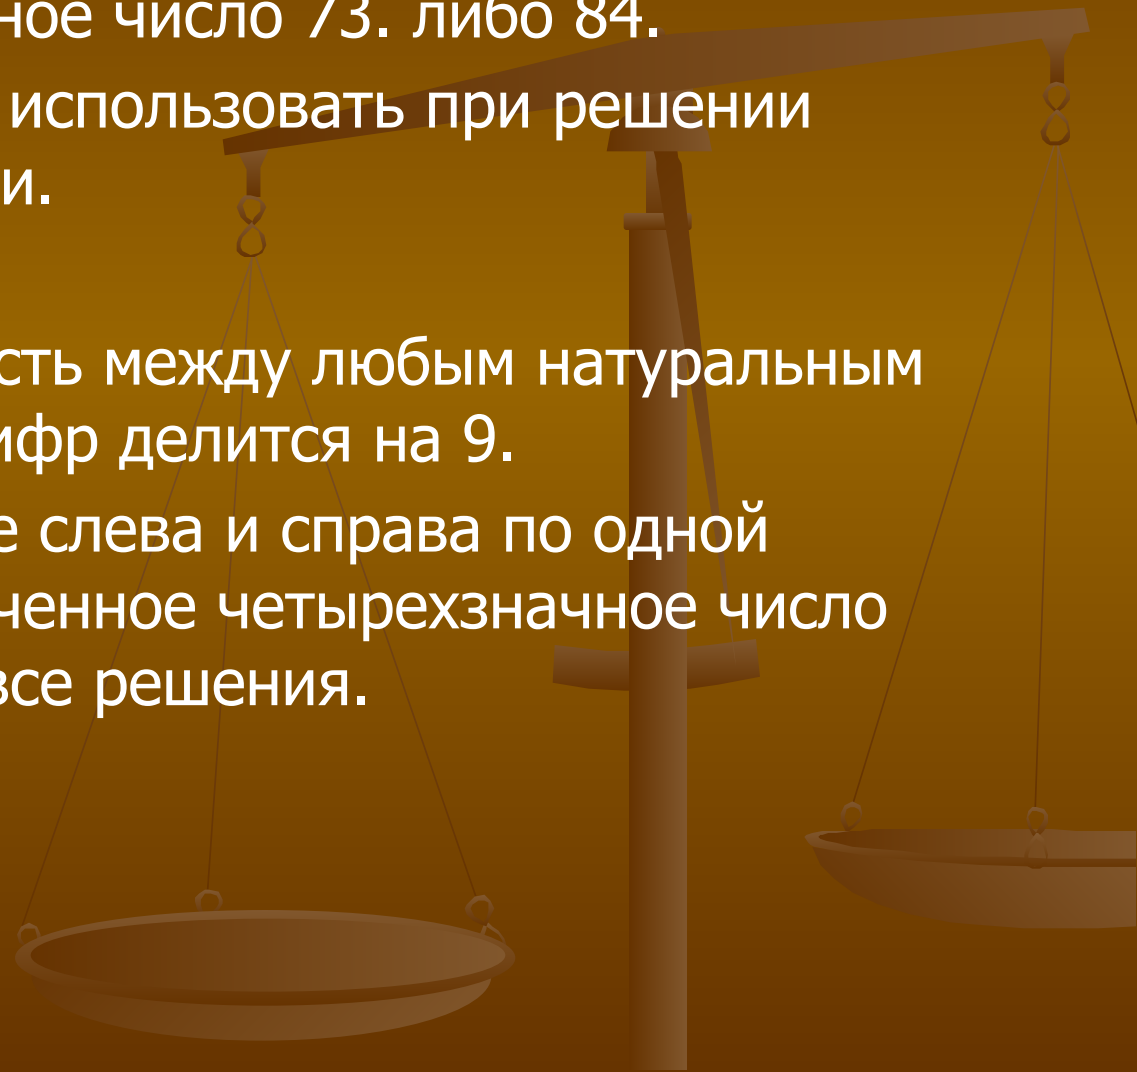 ное число 73. либо 84.
использовать при решении
и.
сть между любым натуральным
ифр делится на 9.
е слева и справа по одной
ченное четырехзначное число
все решения.